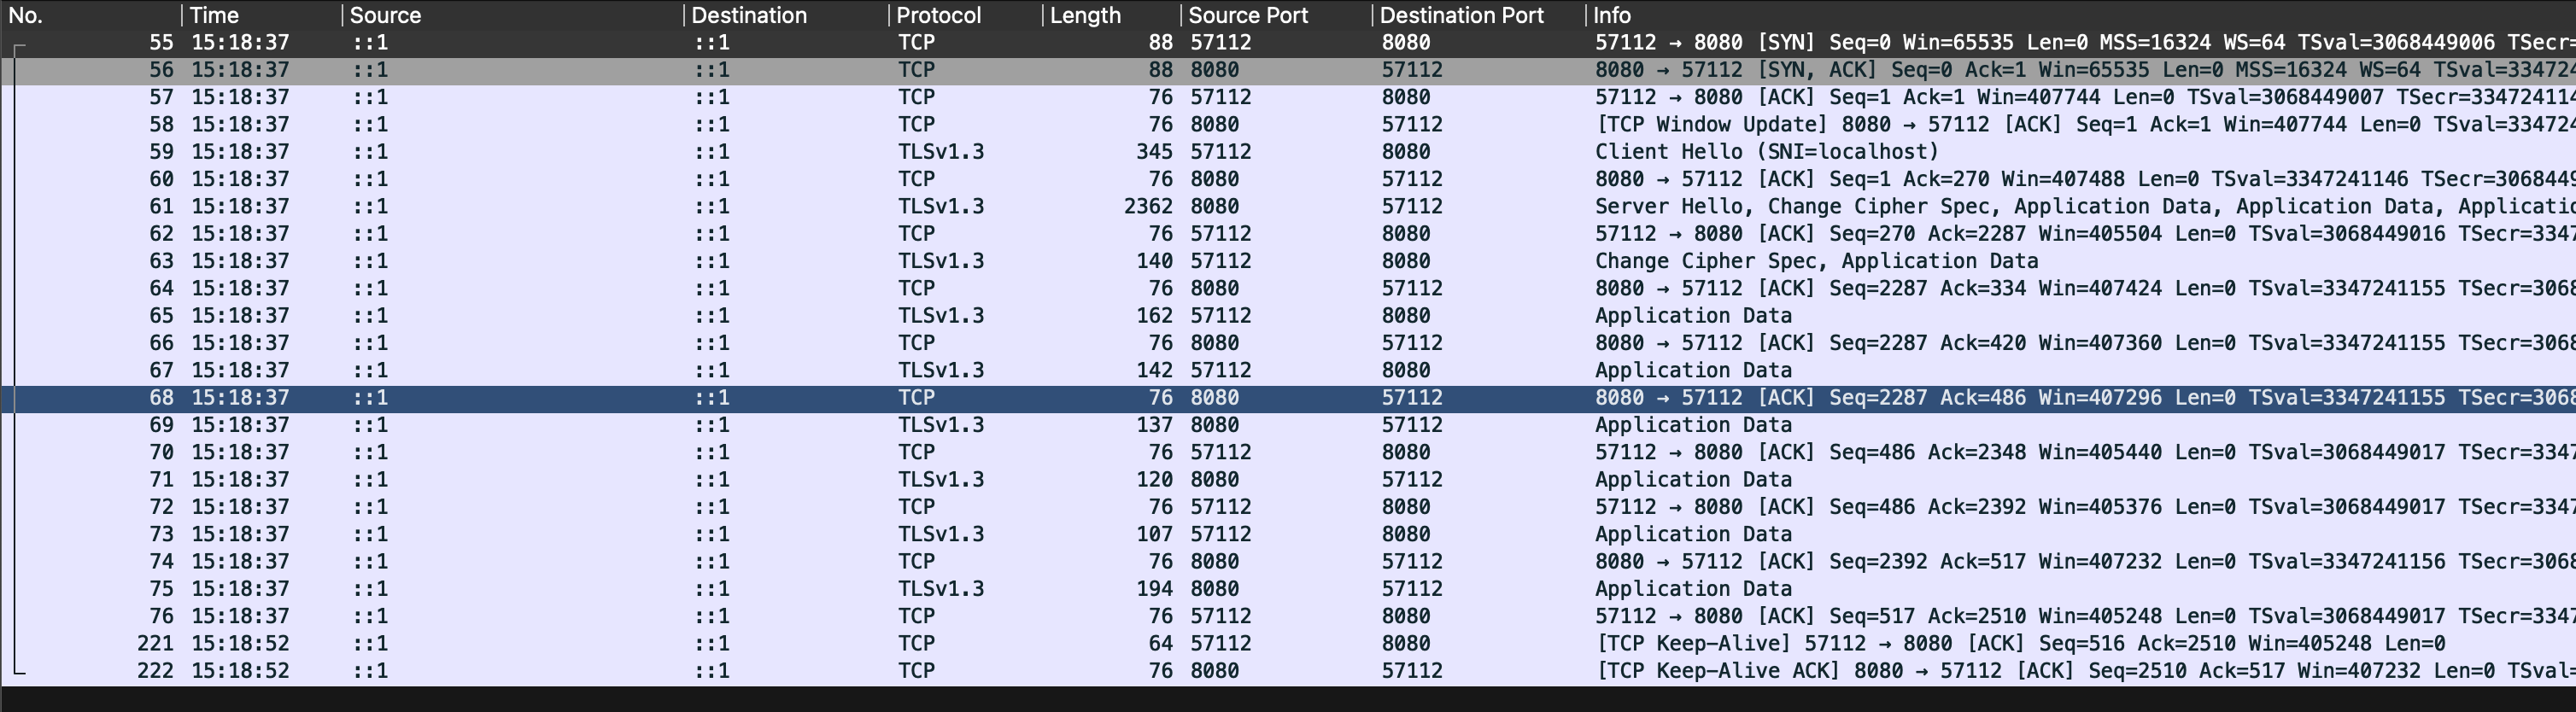 No. Time Source Destination Protocol Length Source Port Destination Port Info
55 15:18:37 ::1 ::1 TCP 88 57112 8080 57112 → 8080 [SYN] Seq=0 Win=65535 Len=0 MSS=16324 WS=64 TSval=3068449006 TSecr=
56 15:18:37 ::1 ::1 TCP 88 8080 57112 8080 → 57112 [SYN, ACK] Seq=0 Ack=1 Win=65535 Len=0 MSS=16324 WS=64 TSval=334724
57 15:18:37 ::1 ::1 TCP 76 57112 8080 57112 → 8080 [ACK] Seq=1 Ack=1 Win=407744 Len=0 TSval=3068449007 TSecr=3347241144
58 15:18:37 ::1 ::1 TCP 76 8080 57112 [TCP Window Update] 8080 → 57112 [ACK] Seq=1 Ack=1 Win=407744 Len=0 TSval=334724
59 15:18:37 ::1 ::1 TLSv1.3 345 57112 8080 Client Hello (SNI=localhost)
60 15:18:37 ::1 ::1 TCP 76 8080 57112 8080 → 57112 [ACK] Seq=1 Ack=270 Win=407488 Len=0 TSval=3347241146 TSecr=3068449
61 15:18:37 ::1 ::1 TLSv1.3 2362 8080 57112 Server Hello, Change Cipher Spec, Application Data, Application Data, Applicatio
62 15:18:37 ::1 ::1 TCP 76 57112 8080 57112 → 8080 [ACK] Seq=270 Ack=2287 Win=405504 Len=0 TSval=3068449016 TSecr=3347
63 15:18:37 ::1 ::1 TLSv1.3 140 57112 8080 Change Cipher Spec, Application Data
64 15:18:37 ::1 ::1 TCP 76 8080 57112 8080 → 57112 [ACK] Seq=2287 Ack=334 Win=407424 Len=0 TSval=3347241155 TSecr=3068
65 15:18:37 ::1 ::1 TLSv1.3 162 57112 8080 Application Data
66 15:18:37 ::1 ::1 TCP 76 8080 57112 8080 → 57112 [ACK] Seq=2287 Ack=420 Win=407360 Len=0 TSval=3347241155 TSecr=3068
67 15:18:37 ::1 ::1 TLSv1.3 142 57112 8080 Application Data
68 15:18:37 ::1 ::1 TCP 76 8080 57112 8080 → 57112 [ACK] Seq=2287 Ack=486 Win=407296 Len=0 TSval=3347241155 TSecr=3068
69 15:18:37 ::1 ::1 TLSv1.3 137 8080 57112 Application Data
70 15:18:37 ::1 ::1 TCP 76 57112 8080 57112 → 8080 [ACK] Seq=486 Ack=2348 Win=405440 Len=0 TSval=3068449017 TSecr=3347
71 15:18:37 ::1 ::1 TLSv1.3 120 8080 57112 Application Data
72 15:18:37 ::1 ::1 TCP 76 57112 8080 57112 → 8080 [ACK] Seq=486 Ack=2392 Win=405376 Len=0 TSval=3068449017 TSecr=3347
73 15:18:37 ::1 ::1 TLSv1.3 107 57112 8080 Application Data
74 15:18:37 ::1 ::1 TCP 76 8080 57112 8080 → 57112 [ACK] Seq=2392 Ack=517 Win=407232 Len=0 TSval=3347241156 TSecr=3068
75 15:18:37 ::1 ::1 TLSv1.3 194 8080 57112 Application Data
76 15:18:37 ::1 ::1 TCP 76 57112 8080 57112 → 8080 [ACK] Seq=517 Ack=2510 Win=405248 Len=0 TSval=3068449017 TSecr=3347
221 15:18:52 ::1 ::1 TCP 64 57112 8080 [TCP Keep-Alive] 57112 → 8080 [ACK] Seq=516 Ack=2510 Win=405248 Len=0
222 15:18:52 ::1 ::1 TCP 76 8080 57112 [TCP Keep-Alive ACK] 8080 → 57112 [ACK] Seq=2510 Ack=517 Win=407232 Len=0 TSval=